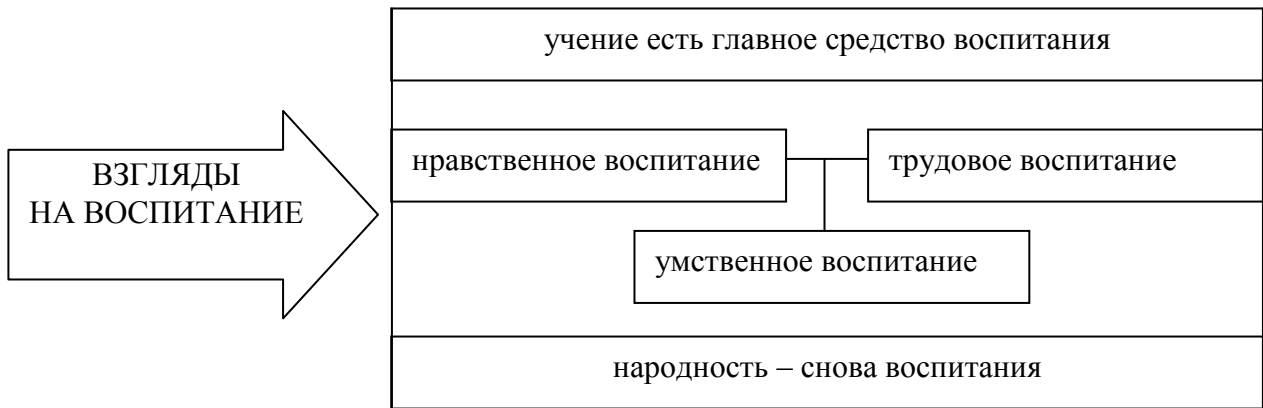 учение есть главное средство воспитания
ВЗГЛЯДЫ
НА ВОСПИТАНИЕ
нравственное воспитание
трудовое воспитание
умственное воспитание
народность – снова воспитания